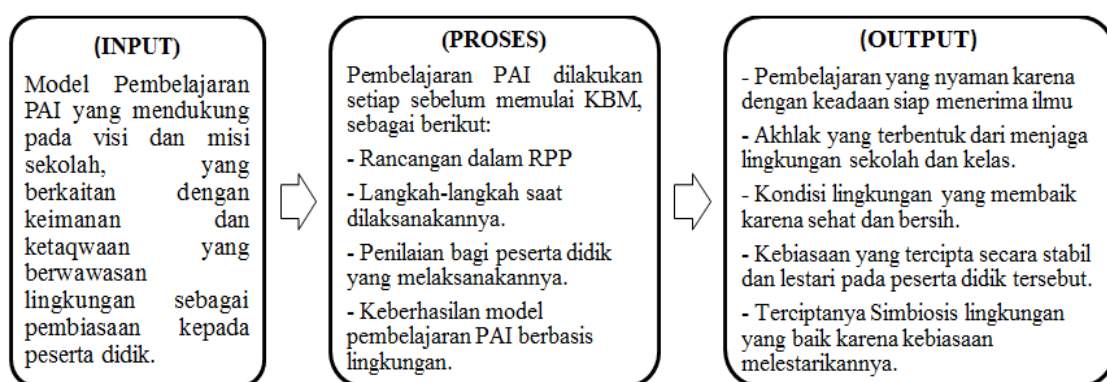 (INPUT)
Model Pembelajaran
PAI yang mendukung
pada visi dan misi
sekolah, yang
berkaitan dengan
keimanan dan
ketaqwaan yang
berwawasan
lingkungan sebagai
pembiasaan kepada
peserta didik.
(PROSES)
Pembelajaran PAI dilakukan
setiap sebelum memulai KBM,
sebagai berikut:
- Rancangan dalam RPP
- Langkah-langkah saat
dilaksanakannya.
- Penilaian bagi peserta didik
yang melaksanakannya.
- Keberhasilan model
pembelajaran PAI berbasis
lingkungan.
(OUTPUT)
- Pembelajaran yang nyaman karena
dengan keadaan siap menerima ilmu
- Akhlak yang terbentuk dari menjaga
lingkungan sekolah dan kelas.
- Kondisi lingkungan yang membaik
karena sehat dan bersih.
- Kebiasaan yang tercipta secara stabil
dan lestari pada peserta didik tersebut.
- Terciptanya Simbiosis lingkungan
yang baik karena kebiasaan
melestarikannya.